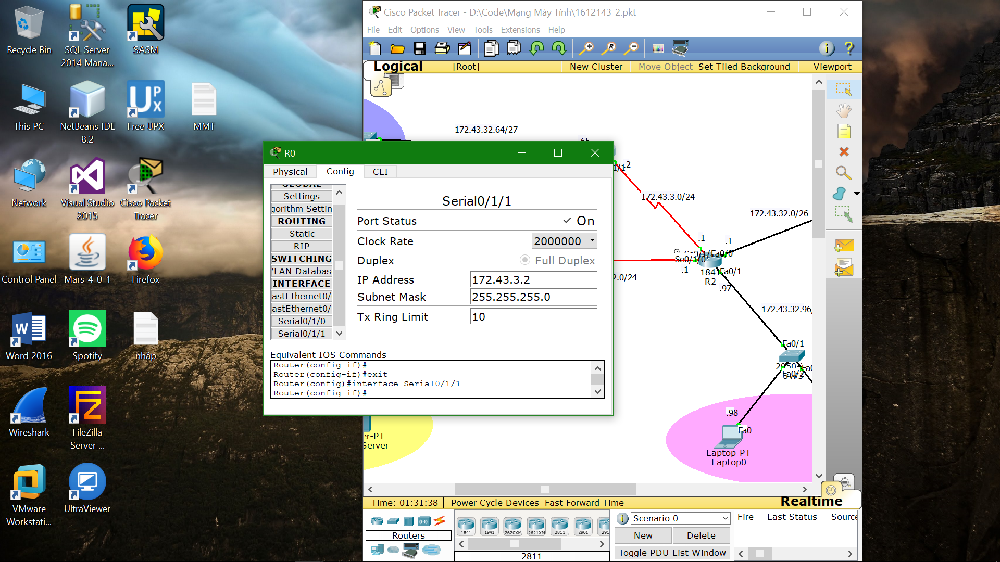 Recycle Bin
SQL Server
2014 Mana...
SASM
This PC
NetBeans IDE
8.2
UPX
Free UPX
MMT
Network
Visual Studio
2015
Cisco Packet
Tracer
Control Panel
Mars_4_0_1
Firefox
Word 2016
Spotify
nháp
Wireshark
FileZilla
Server ...
VMware
Workstati...
UltraViewer
Cisco Packet Tracer - D:\Code\Mạng Máy Tính\1612143_2.pkt
File Edit Options View Tools Extensions Help
Logical [Root] New Cluster Move Object Set Tiled Background Viewport
172.43.32.64/27
.65
1/1
.2
172.43.3.0/24
172.43.32.0/26
.1
.1
Fa0/0
Se0/1/0
.1
1841
Fa0/1
R2
2.0/24
.97
172.43.32.96/
Fa0/1
Fa0/2
SW3
.98
Fa0
Laptop-PT
Laptop0
er-PT
Server
R0
Physical Config CLI
GLOBAL
Settings
gorithm Settin
ROUTING
Static
RIP
SWITCHING
VLAN Database
INTERFACE
astEthernet0/0
astEthernet0/
Serial0/1/0
Serial0/1/1
Serial0/1/1
Port Status On
Clock Rate 2000000
Duplex Full Duplex
IP Address 172.43.3.2
Subnet Mask 255.255.255.0
Tx Ring Limit 10
Equivalent IOS Commands
Router(config-if)#
Router(config-if)#exit
Router(config)#interface Serial0/1/1
Router(config-if)#
Time: 01:31:38 Power Cycle Devices Fast Forward Time Realtime
Routers
1841 1941 2620XM 2621XM 2811 2901 291
2811
Scenario 0
New Delete
Toggle PDU List Window
Fire Last Status Source